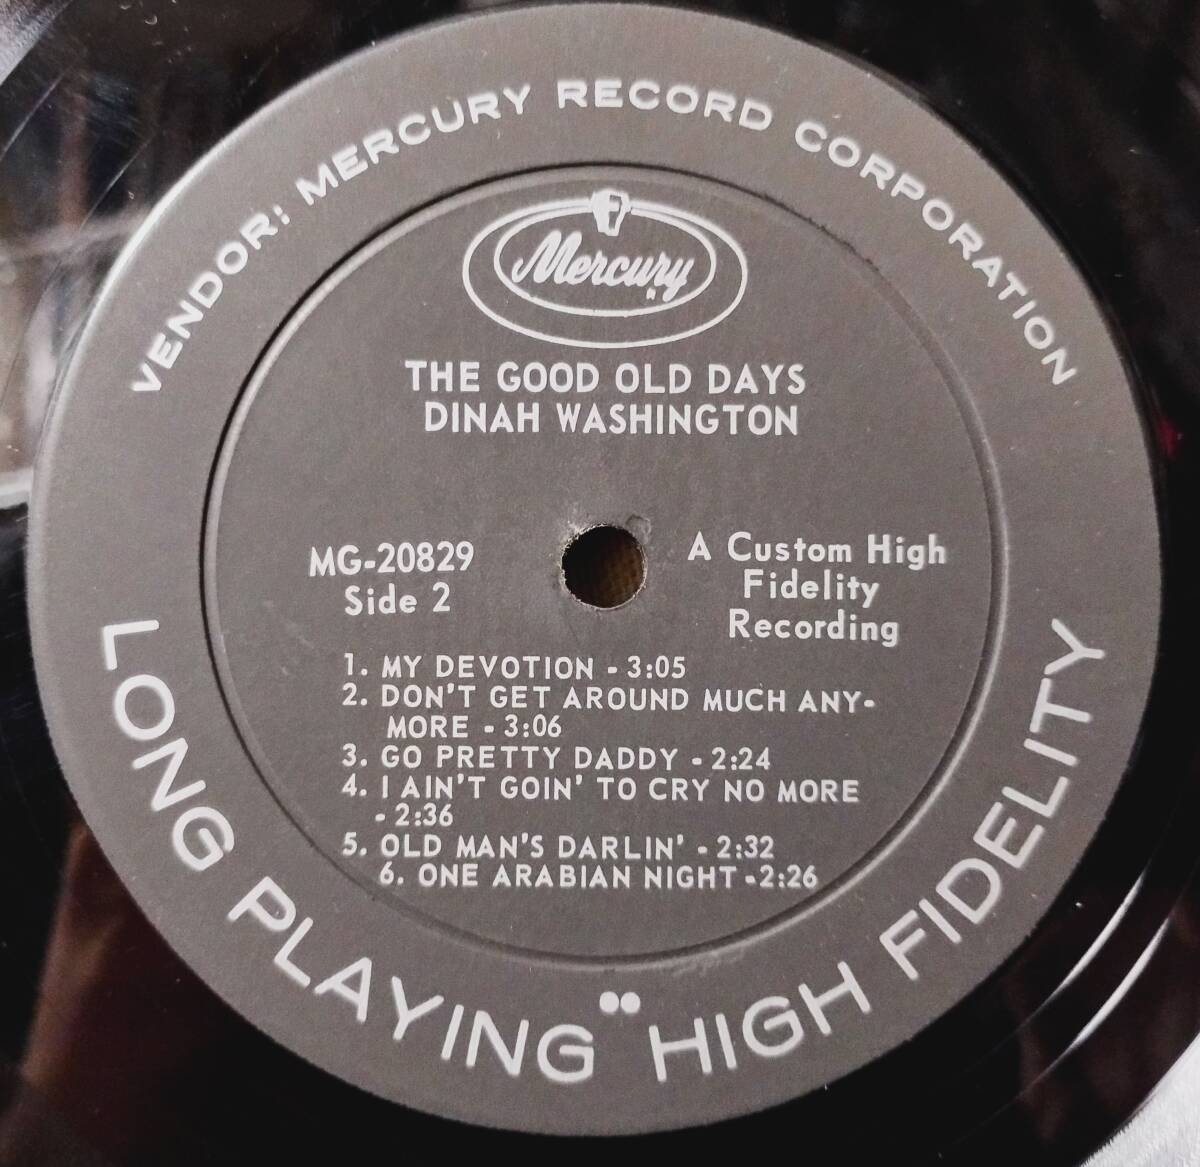 VENDOR: MERCURY RECORD CORPORATION
Mercury
THE GOOD OLD DAYS
DINAH WASHINGTON
MG-20829
Side 2
A Custom High
Fidelity
Recording
1. MY DEVOTION - 3:05
2. DON'T GET AROUND MUCH ANY-
MORE - 3:06
3. GO PRETTY DADDY - 2:24
4. I AIN'T GOIN' TO CRY NO MORE
- 2:36
5. OLD MAN'S DARLIN' - 2:32
6. ONE ARABIAN NIGHT - 2:26
LONG PLAYING •• HIGH FIDELITY